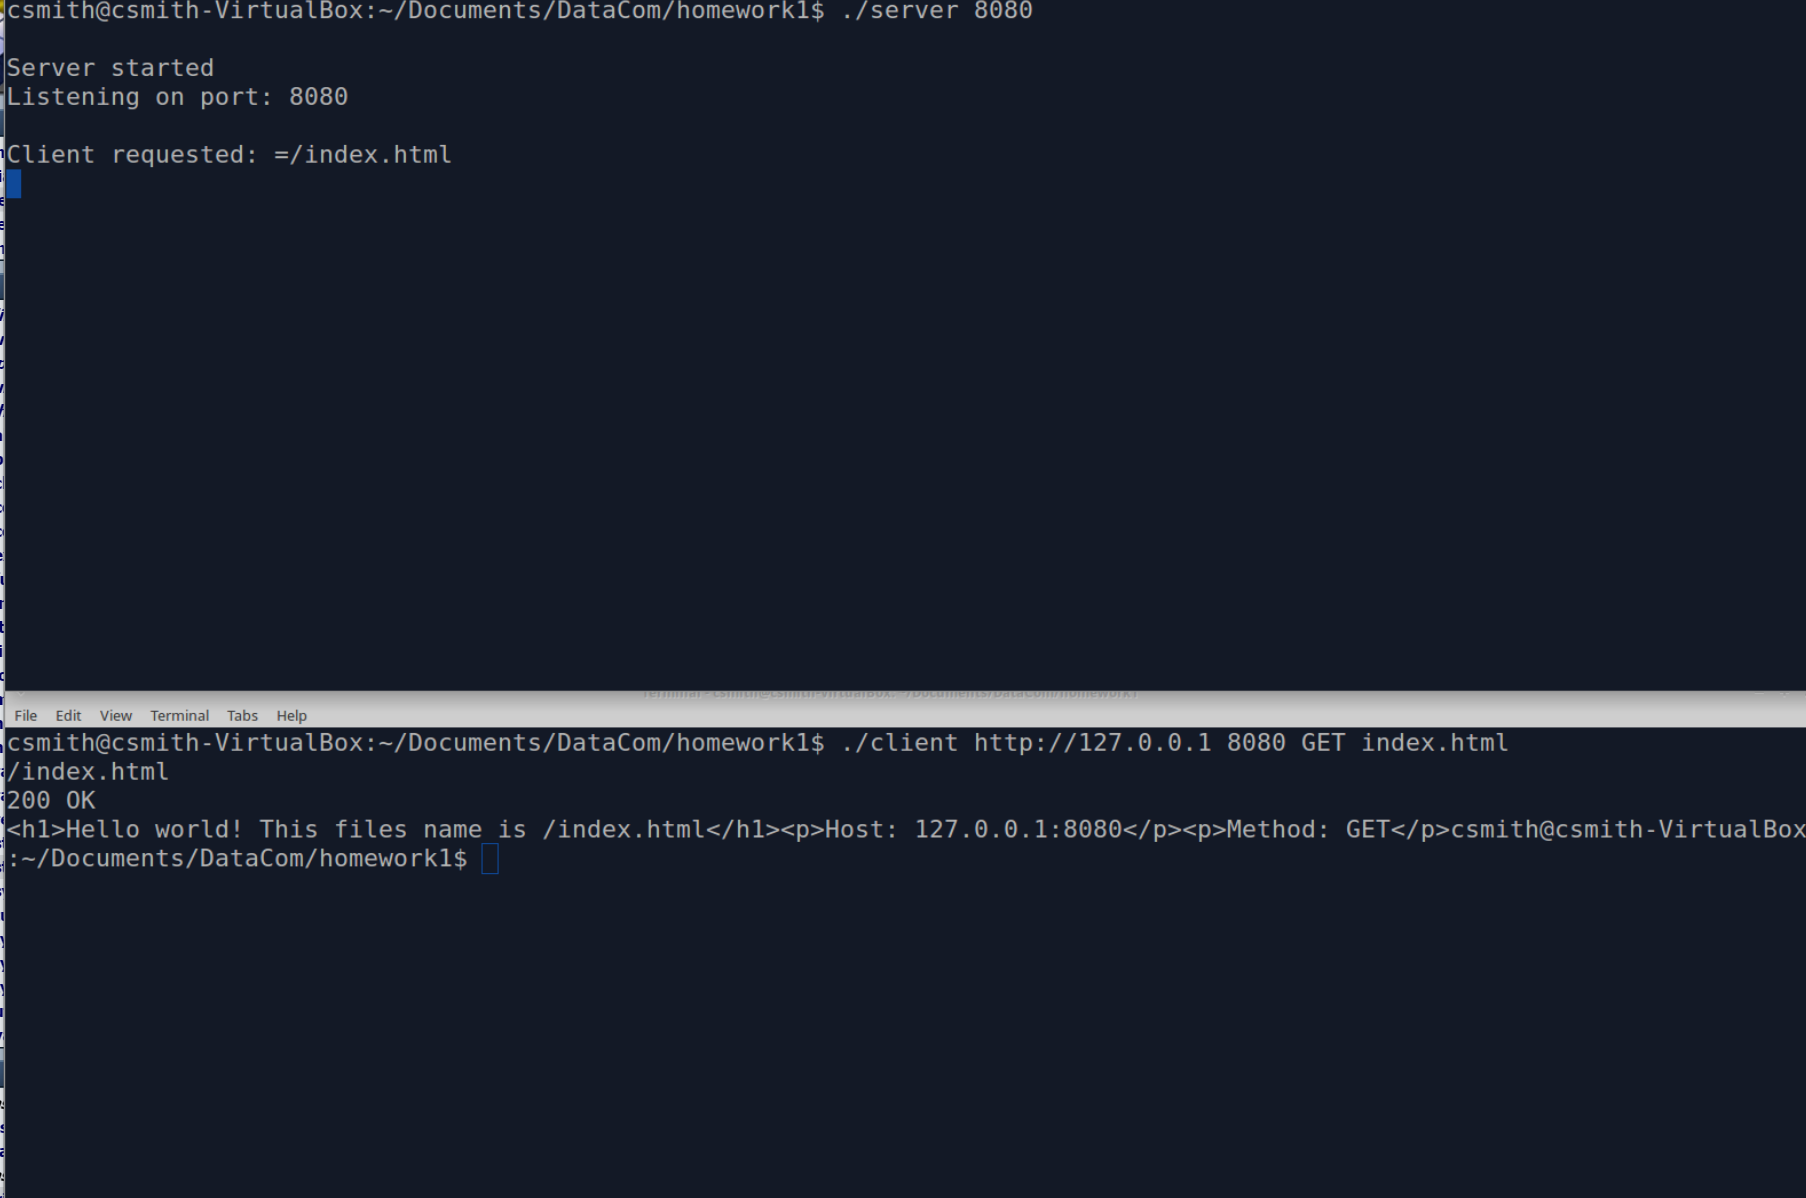 csmith@csmith-VirtualBox:~/Documents/DataCom/homework1$ ./server 8080
Server started
Listening on port: 8080
Client requested: =/index.html
Terminal - csmith@csmith-VirtualBox: ~/Documents/DataCom/homework1
File Edit View Terminal Tabs Help
csmith@csmith-VirtualBox:~/Documents/DataCom/homework1$ ./client http://127.0.0.1 8080 GET index.html
/index.html
200 OK
<h1>Hello world! This files name is /index.html</h1><p>Host: 127.0.0.1:8080</p><p>Method: GET</p>csmith@csmith-VirtualBox
:~/Documents/DataCom/homework1$